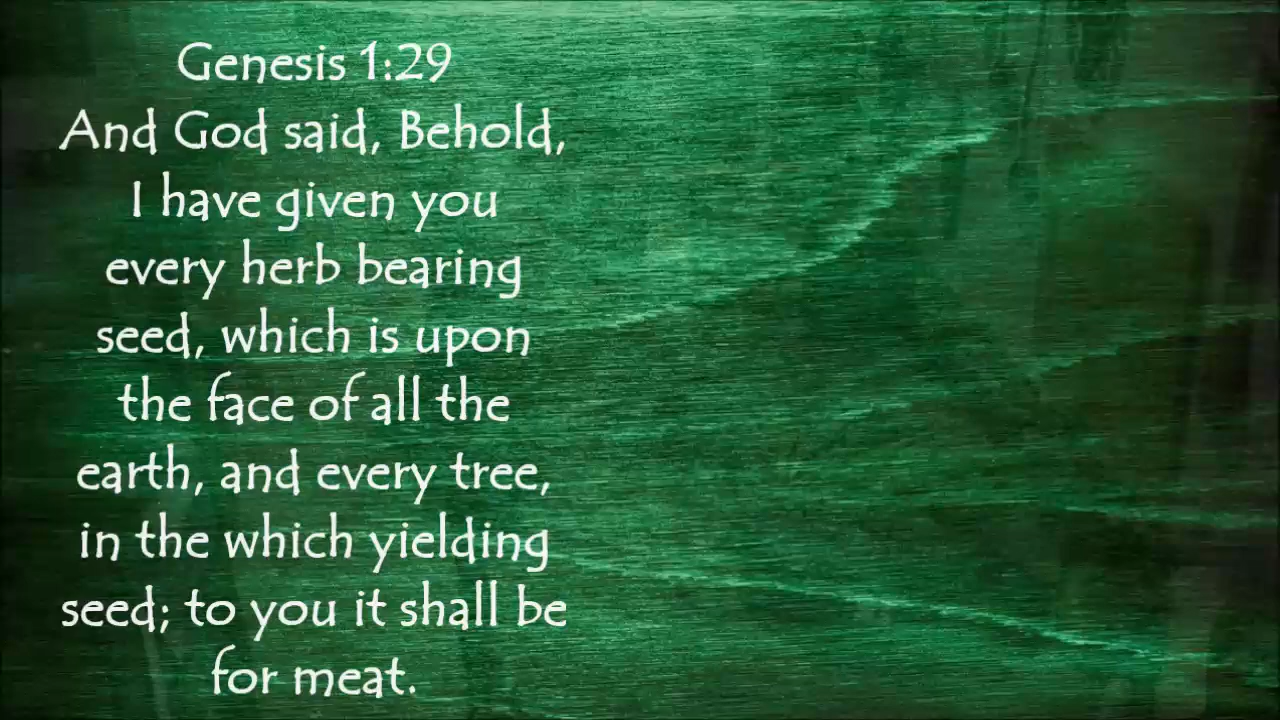 Genesis 1:29
And God said, Behold,
I have given you
every herb bearing
seed, which is upon
the face of all the
earth, and every tree,
in the which yielding
seed; to you it shall be
for meat.